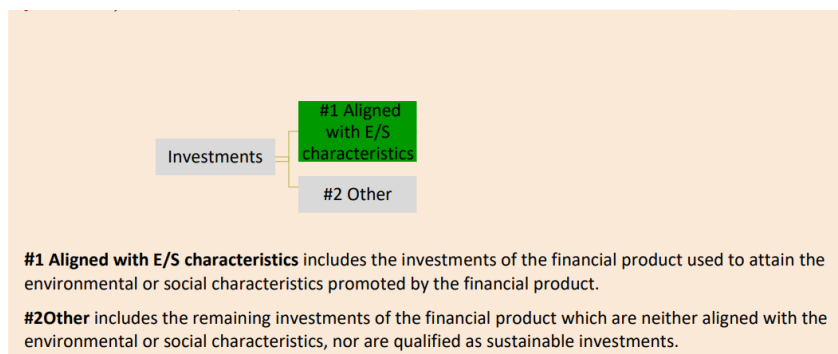 #1 Aligned
with E/S
characteristics
Investments
#2 Other
#1 Aligned with E/S characteristics includes the investments of the financial product used to attain the
environmental or social characteristics promoted by the financial product.
#2Other includes the remaining investments of the financial product which are neither aligned with the
environmental or social characteristics, nor are qualified as sustainable investments.